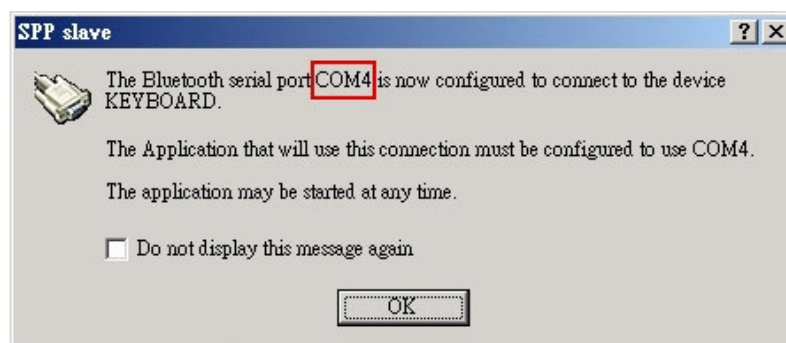 SPP slave
The Bluetooth serial port COM4 is now configured to connect to the device
KEYBOARD.
The Application that will use this connection must be configured to use COM4.
The application may be started at any time.
Do not display this message again
OK